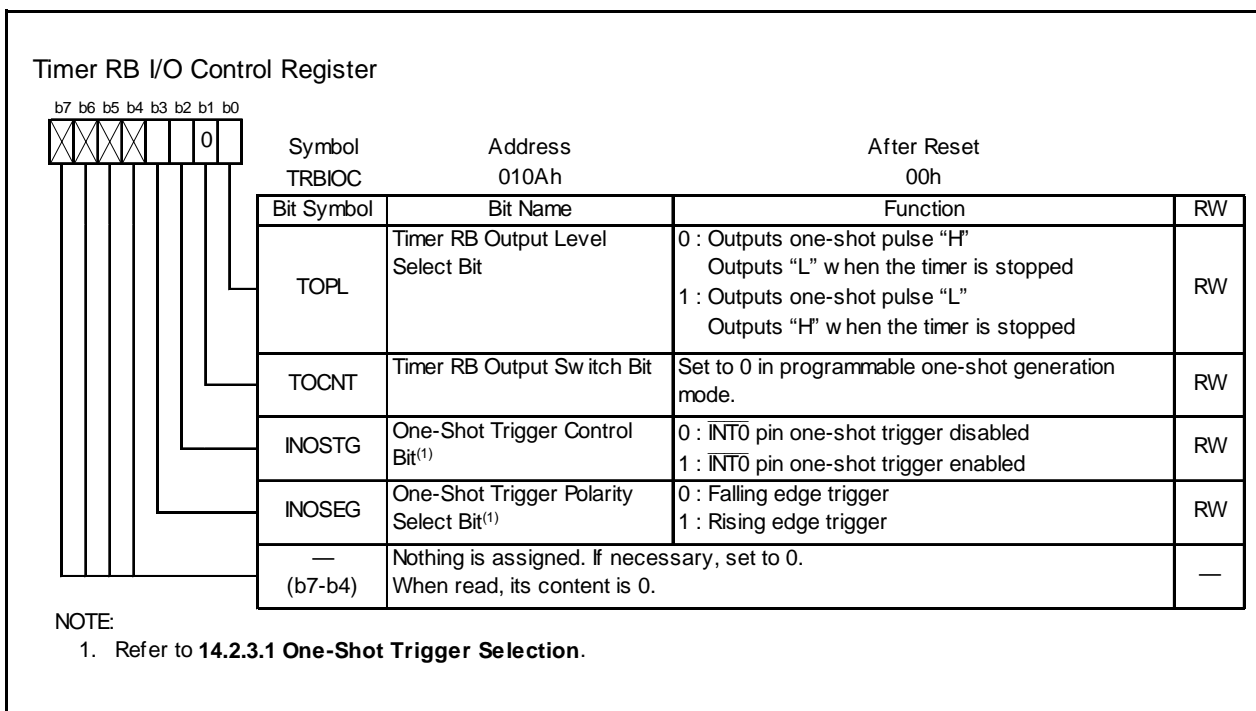 Timer RB I/O Control Register
b7 b6 b5 b4 b3 b2 b1 b0
0
Symbol Address After Reset
TRBIOC 010Ah 00h
Bit Symbol Bit Name Function RW
TOPL
Timer RB Output Level
Select Bit
0 : Outputs one-shot pulse “H”
Outputs “L” when the timer is stopped
1 : Outputs one-shot pulse “L”
Outputs “H” when the timer is stopped
RW
TOCNT
Timer RB Output Switch Bit
Set to 0 in programmable one-shot generation
mode.
RW
INOSTG
One-Shot Trigger Control
Bit(1)
0 : INT0 pin one-shot trigger disabled
1 : INT0 pin one-shot trigger enabled
RW
INOSEG
One-Shot Trigger Polarity
Select Bit(1)
0 : Falling edge trigger
1 : Rising edge trigger
RW
—
(b7-b4)
Nothing is assigned. If necessary, set to 0.
When read, its content is 0.
—
NOTE:
1. Refer to 14.2.3.1 One-Shot Trigger Selection.